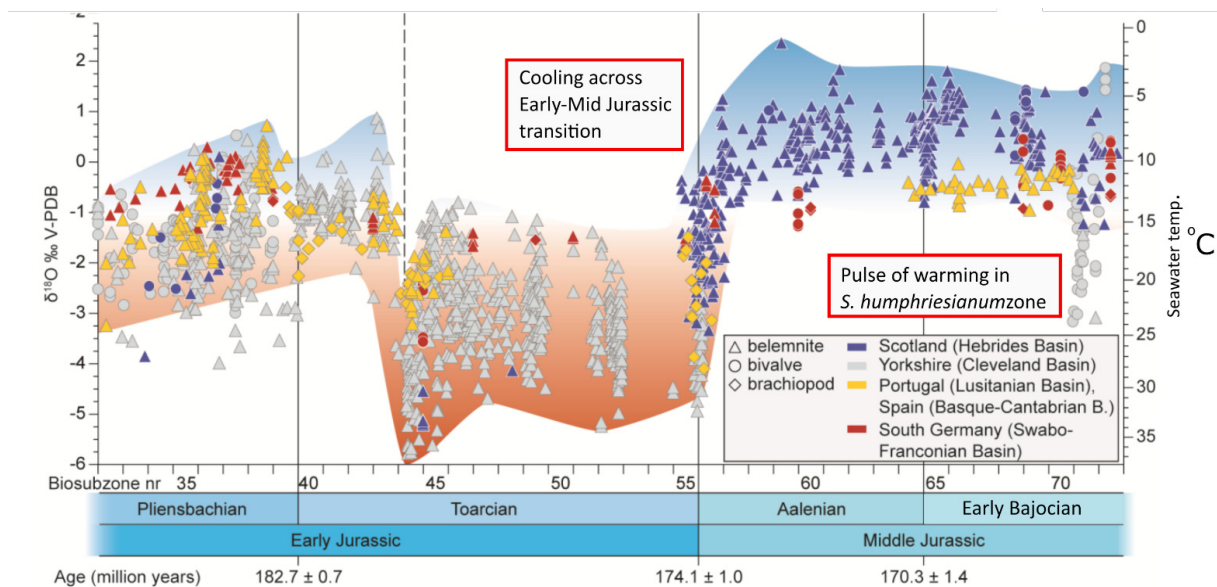 -2
2
1
0
-1
-2
-3
-4
-5
-6
δ¹⁸O ‰ V-PDB
0
5
10
15
20
25
30
35
Seawater temp.
°C
Cooling across
Early-Mid Jurassic
transition
Pulse of warming in
S. humphriesianumzone
belemnite
bivalve
brachiopod
Scotland (Hebrides Basin)
Yorkshire (Cleveland Basin)
Portugal (Lusitanian Basin),
Spain (Basque-Cantabrian B.)
South Germany (Swabo-
Franconian Basin)
Biosubzone nr 35 40 45 50 55 60 65 70
Pliensbachian Toarcian Aalenian Early Bajocian
Early Jurassic Middle Jurassic
Age (million years) 182.7 ± 0.7 174.1 ± 1.0 170.3 ± 1.4